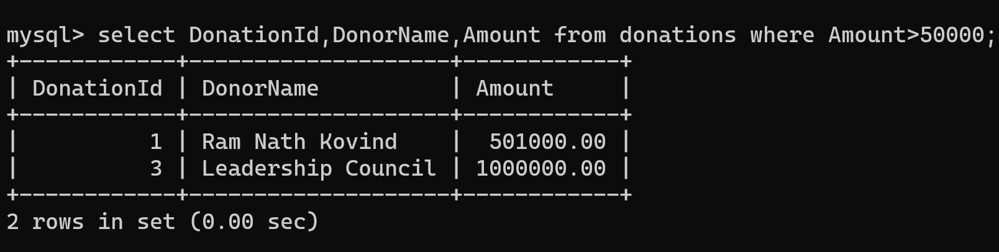 mysql> select DonationId,DonorName,Amount from donations where Amount>50000;
+------------+--------------------+------------+
| DonationId | DonorName          | Amount     |
+------------+--------------------+------------+
|          1 | Ram Nath Kovind    |  501000.00 |
|          3 | Leadership Council | 1000000.00 |
+------------+--------------------+------------+
2 rows in set (0.00 sec)